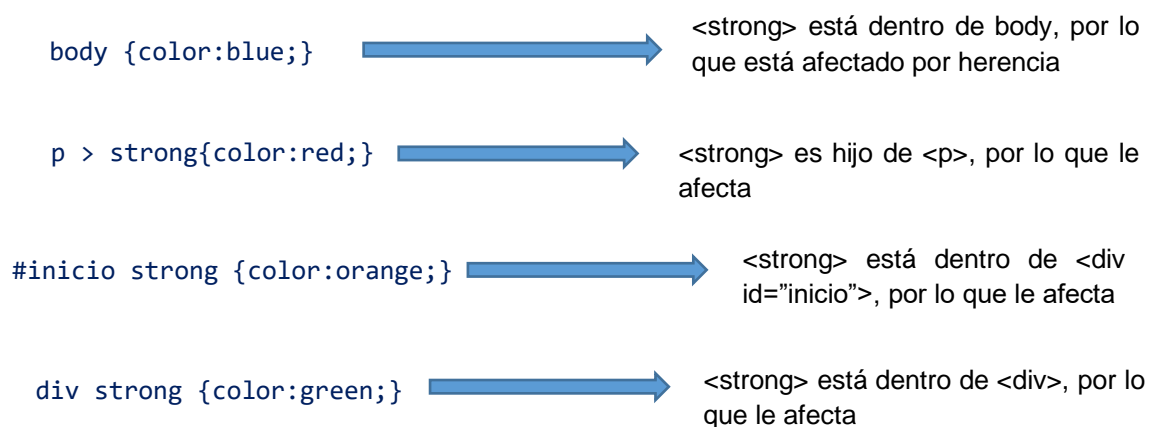 body {color:blue;}
<strong> está dentro de body, por lo
que está afectado por herencia
p > strong{color:red;}
<strong> es hijo de <p>, por lo que le
afecta
#inicio strong {color:orange;}
<strong> está dentro de <div
id=”inicio”>, por lo que le afecta
div strong {color:green;}
<strong> está dentro de <div>, por lo
que le afecta